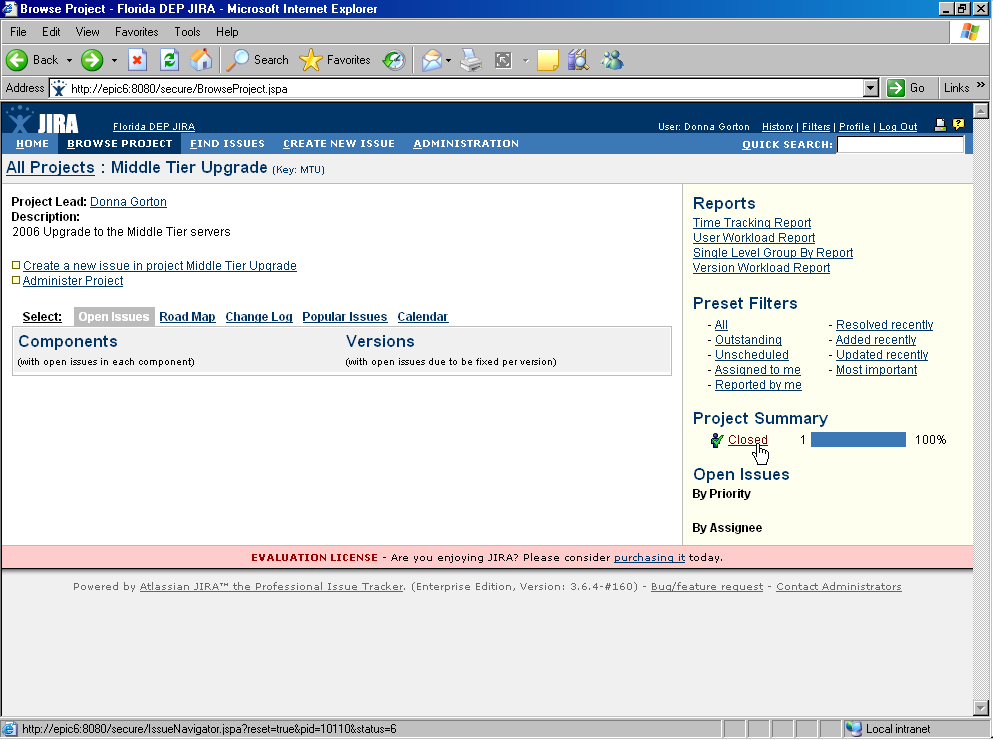 Browse Project - Florida DEP JIRA - Microsoft Internet Explorer
File Edit View Favorites Tools Help
Back Search Favorites
Address http://epic6:8080/secure/BrowseProject.jspa Go Links »
JIRA Florida DEP JIRA User: Donna Gorton History | Filters | Profile | Log Out ?
HOME BROWSE PROJECT FIND ISSUES CREATE NEW ISSUE ADMINISTRATION QUICK SEARCH:
All Projects : Middle Tier Upgrade (Key: MTU)
Project Lead: Donna Gorton
Description:
2006 Upgrade to the Middle Tier servers
Create a new issue in project Middle Tier Upgrade
Administer Project
Select: Open Issues Road Map Change Log Popular Issues Calendar
Components Versions
(with open issues in each component) (with open issues due to be fixed per version)
Reports
Time Tracking Report
User Workload Report
Single Level Group By Report
Version Workload Report
Preset Filters
- All - Resolved recently
- Outstanding - Added recently
- Unscheduled - Updated recently
- Assigned to me - Most important
- Reported by me
Project Summary
Closed 1 100%
Open Issues
By Priority
By Assignee
EVALUATION LICENSE - Are you enjoying JIRA? Please consider purchasing it today.
Powered by Atlassian JIRA™ the Professional Issue Tracker. (Enterprise Edition, Version: 3.6.4-#160) - Bug/feature request - Contact Administrators
http://epic6:8080/secure/IssueNavigator.jspa?reset=true&pid=10110&status=6 Local intranet